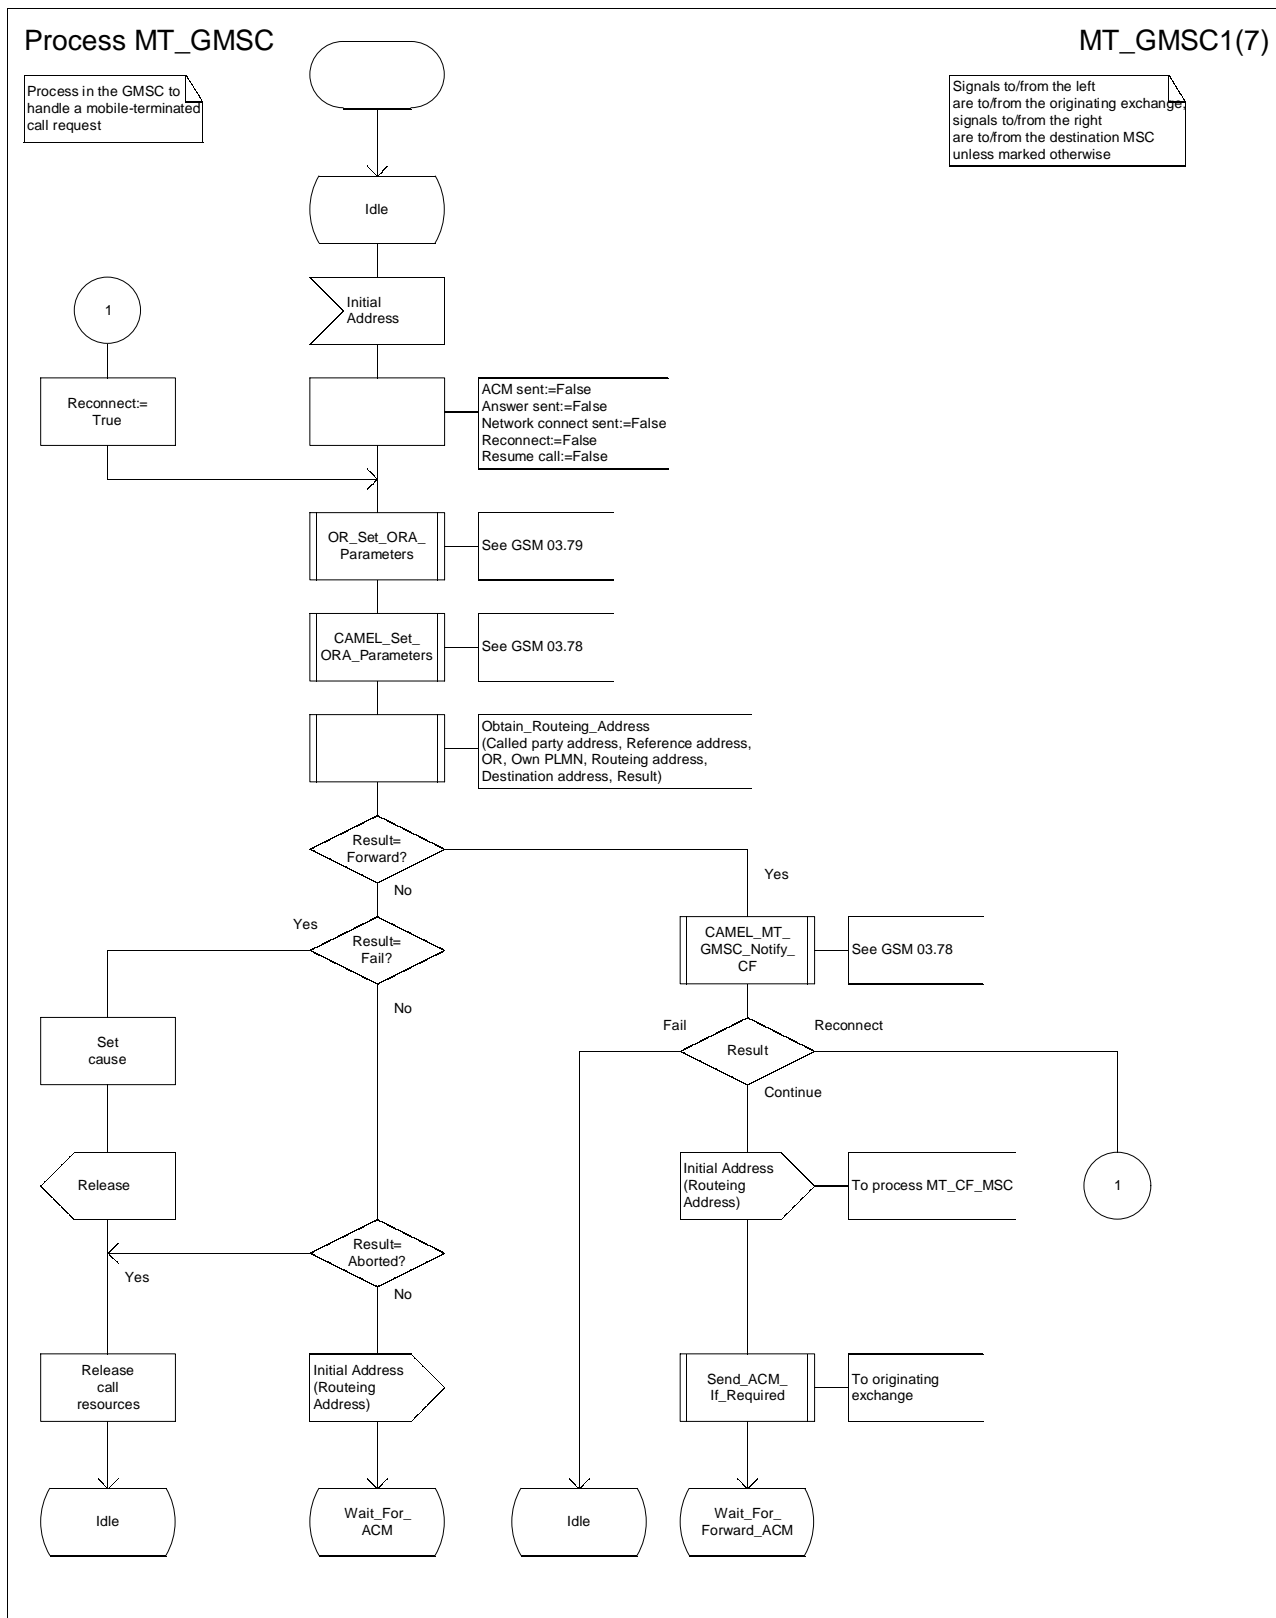 Process MT_GMSC
MT_GMSC1(7)
Process in the GMSC to
handle a mobile-terminated
call request
Signals to/from the left
are to/from the originating exchange;
signals to/from the right
are to/from the destination MSC
unless marked otherwise
Idle
1
Initial
Address
Reconnect:=
True
ACM sent:=False
Answer sent:=False
Network connect sent:=False
Reconnect:=False
Resume call:=False
OR_Set_ORA_
Parameters
See GSM 03.79
CAMEL_Set_
ORA_Parameters
See GSM 03.78
Obtain_Routeing_Address
(Called party address, Reference address,
OR, Own PLMN, Routeing address,
Destination address, Result)
Result=
Forward?
Yes
No
Yes
Result=
Fail?
No
CAMEL_MT_
GMSC_Notify_
CF
See GSM 03.78
Set
cause
Fail
Reconnect
Result
Continue
Release
Initial Address
(Routeing
Address)
To process MT_CF_MSC
1
Result=
Aborted?
Yes
No
Release
call
resources
Initial Address
(Routeing
Address)
Send_ACM_
If_Required
To originating
exchange
Idle
Wait_For_
ACM
Idle
Wait_For_
Forward_ACM